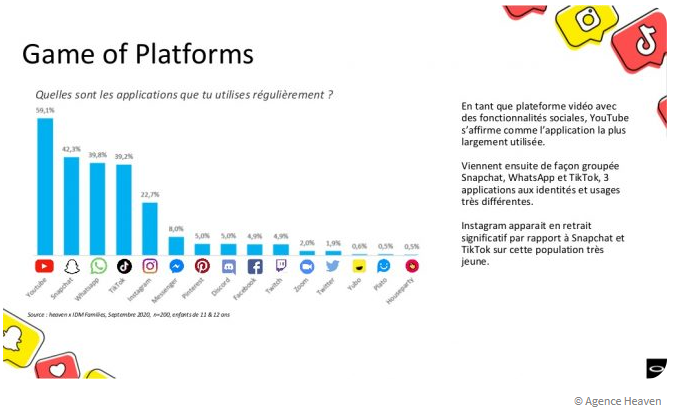 Game of Platforms
Quelles sont les applications que tu utilises régulièrement ?
59,1%
42,3%
39,8%
39,2%
22,7%
8,0%
5,0%
5,0%
4,9%
4,9%
2,0%
1,9%
0,6%
0,5%
0,5%
Youtube
Snapchat
Whatsapp
TikTok
Instagram
Messenger
Pinterest
Discord
Facebook
Twitch
Zoom
Twitter
Yubo
Plato
Houseparty
Source : heaven x IDM Families, Septembre 2020, n=200, enfants de 11 & 12 ans
En tant que plateforme vidéo avec
des fonctionnalités sociales, YouTube
s’affirme comme l’application la plus
largement utilisée.
Viennent ensuite de façon groupée
Snapchat, WhatsApp et TikTok, 3
applications aux identités et usages
très différentes.
Instagram apparait en retrait
significatif par rapport à Snapchat et
TikTok sur cette population très
jeune.
© Agence Heaven